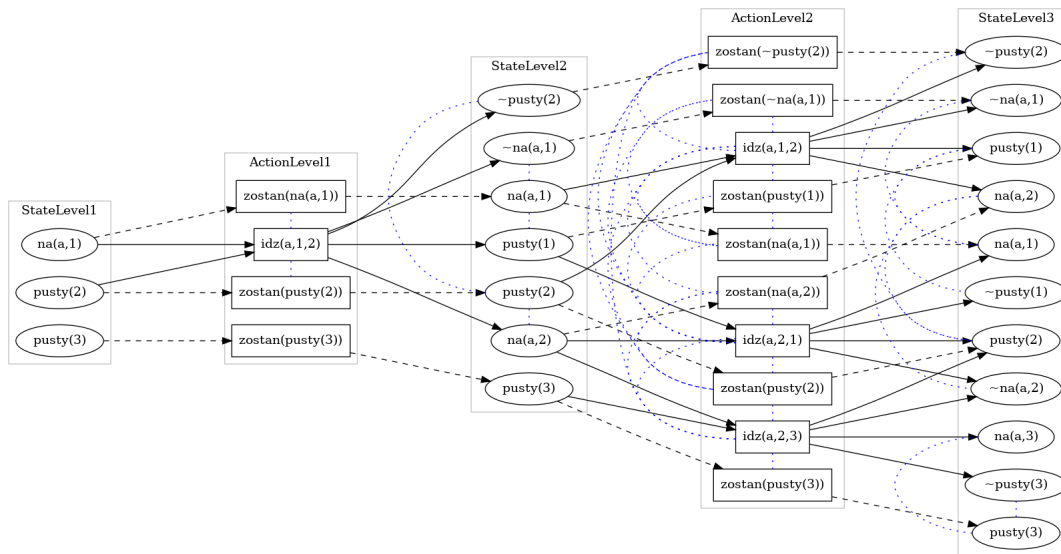 StateLevel1
na(a,1)
pusty(2)
pusty(3)
ActionLevel1
zostan(na(a,1))
idz(a,1,2)
zostan(pusty(2))
zostan(pusty(3))
StateLevel2
~pusty(2)
~na(a,1)
na(a,1)
pusty(1)
pusty(2)
na(a,2)
pusty(3)
ActionLevel2
zostan(~pusty(2))
zostan(~na(a,1))
idz(a,1,2)
zostan(pusty(1))
zostan(na(a,1))
zostan(na(a,2))
idz(a,2,1)
zostan(pusty(2))
idz(a,2,3)
zostan(pusty(3))
StateLevel3
~pusty(2)
~na(a,1)
pusty(1)
na(a,2)
na(a,1)
~pusty(1)
pusty(2)
~na(a,2)
na(a,3)
~pusty(3)
pusty(3)